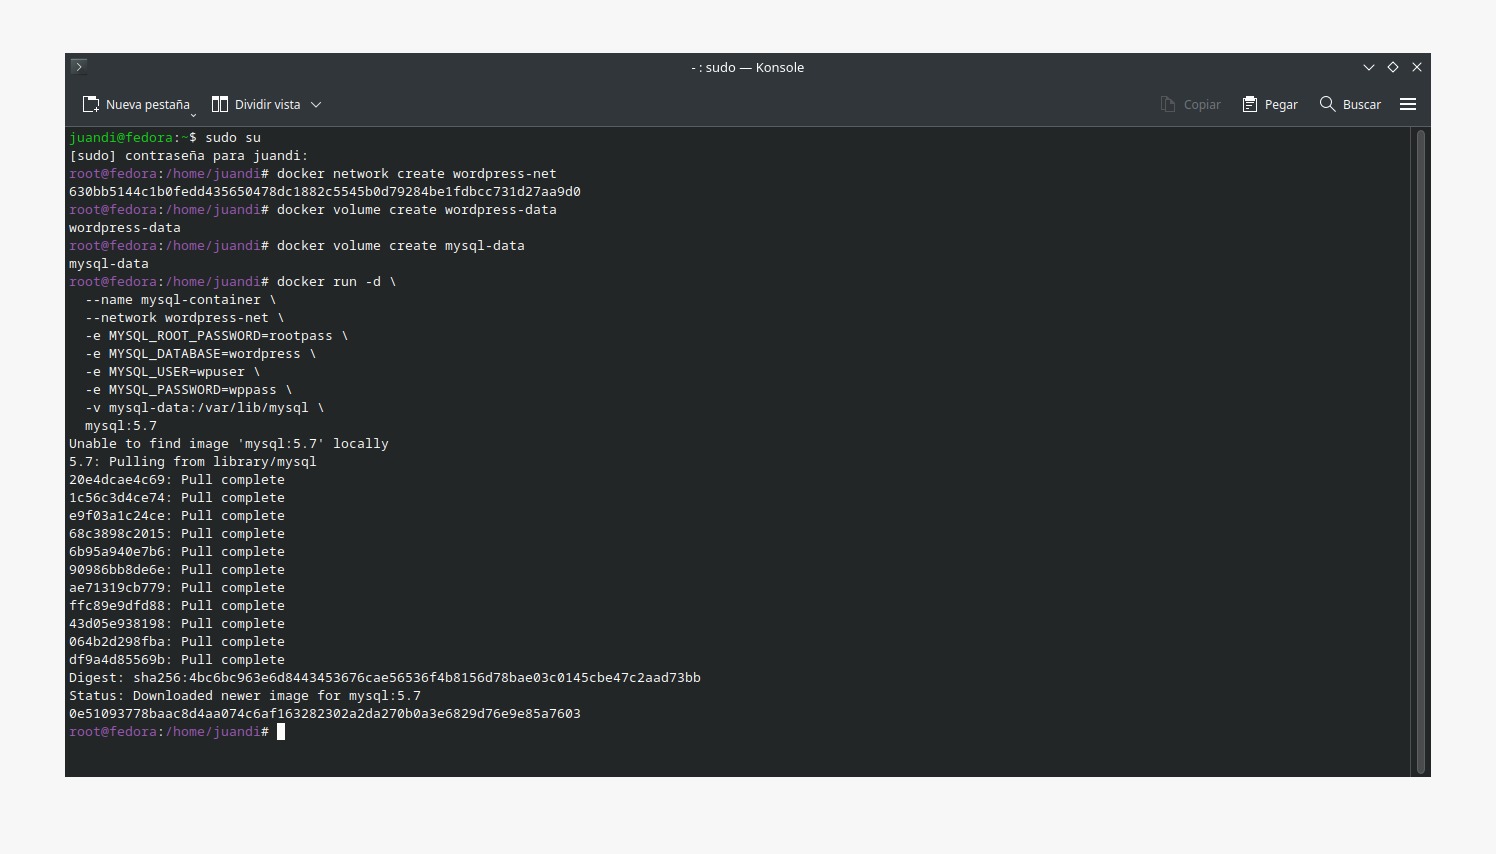 - : sudo — Konsole
Nueva pestaña
Dividir vista
Copiar
Pegar
Buscar
juandi@fedora:~$ sudo su
[sudo] contraseña para juandi:
root@fedora:/home/juandi# docker network create wordpress-net
630bb5144c1b0fedd435650478dc1882c5545b0d79284be1fdbcc731d27aa9d0
root@fedora:/home/juandi# docker volume create wordpress-data
wordpress-data
root@fedora:/home/juandi# docker volume create mysql-data
mysql-data
root@fedora:/home/juandi# docker run -d \
  --name mysql-container \
  --network wordpress-net \
  -e MYSQL_ROOT_PASSWORD=rootpass \
  -e MYSQL_DATABASE=wordpress \
  -e MYSQL_USER=wpuser \
  -e MYSQL_PASSWORD=wppass \
  -v mysql-data:/var/lib/mysql \
  mysql:5.7
Unable to find image 'mysql:5.7' locally
5.7: Pulling from library/mysql
20e4dcae4c69: Pull complete
1c56c3d4ce74: Pull complete
e9f03a1c24ce: Pull complete
68c3898c2015: Pull complete
6b95a940e7b6: Pull complete
90986bb8de6e: Pull complete
ae71319cb779: Pull complete
ffc89e9dfd88: Pull complete
43d05e938198: Pull complete
064b2d298fba: Pull complete
df9a4d85569b: Pull complete
Digest: sha256:4bc6bc963e6d8443453676cae56536f4b8156d78bae03c0145cbe47c2aad73bb
Status: Downloaded newer image for mysql:5.7
0e51093778baac8d4aa074c6af163282302a2da270b0a3e6829d76e9e85a7603
root@fedora:/home/juandi#